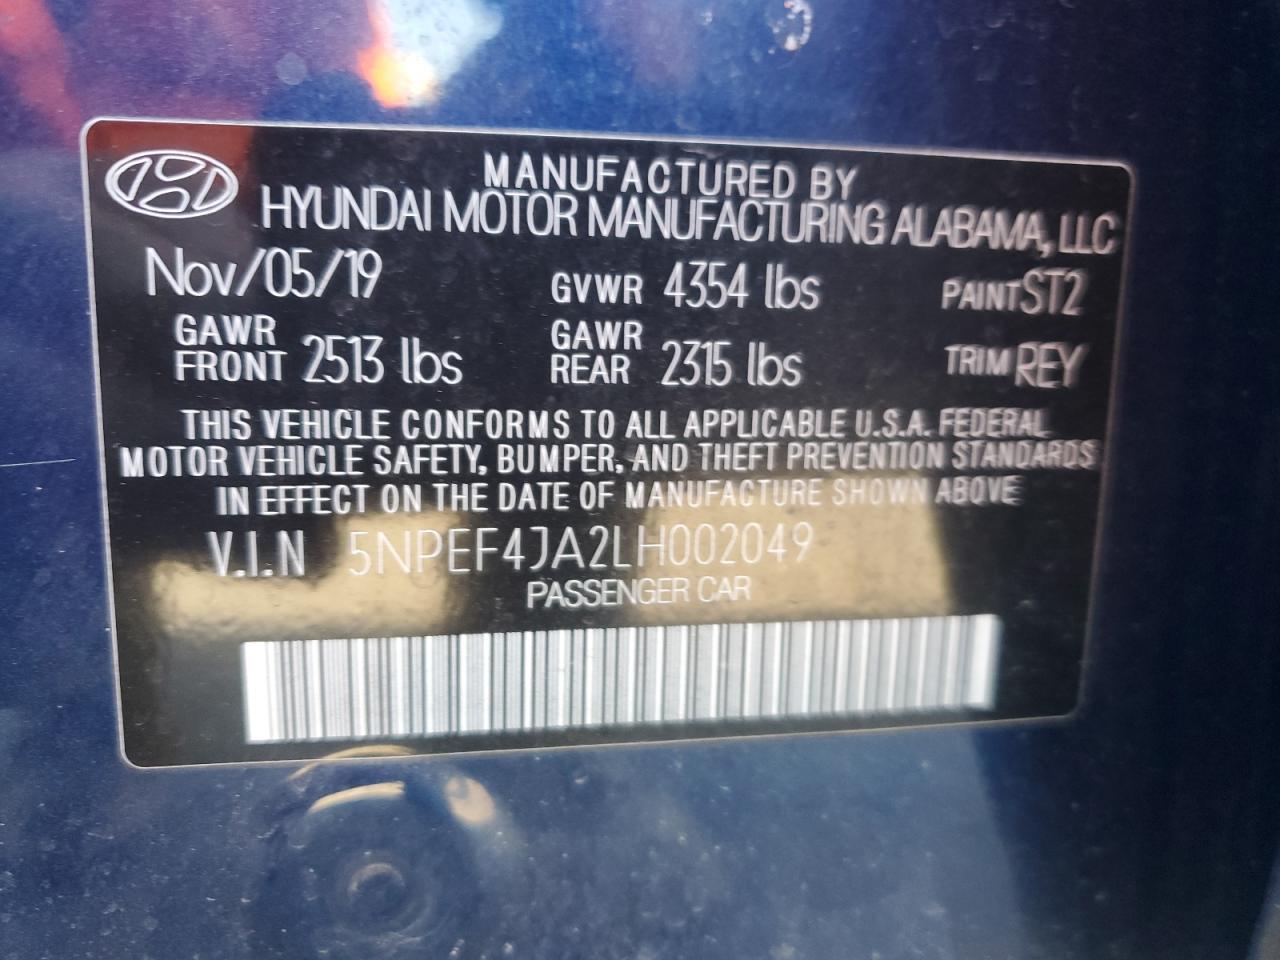 MANUFACTURED BY
HYUNDAI MOTOR MANUFACTURING ALABAMA, LLC
Nov/05/19 GVWR 4354 lbs PAINT ST2
GAWR FRONT 2513 lbs GAWR REAR 2315 lbs TRIM REY
THIS VEHICLE CONFORMS TO ALL APPLICABLE U.S.A. FEDERAL
MOTOR VEHICLE SAFETY, BUMPER, AND THEFT PREVENTION STANDARDS
IN EFFECT ON THE DATE OF MANUFACTURE SHOWN ABOVE
V.I.N 5NPEF4JA2LH002049
PASSENGER CAR